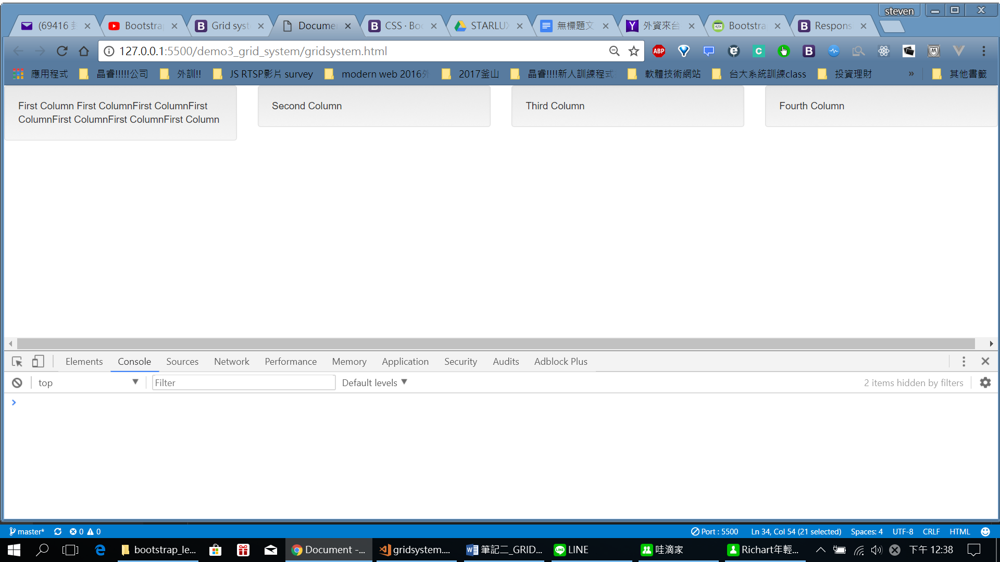 steven
(69416 封
Bootstra
Grid syst
Docume
CSS · Boo
STARLUX
無標題文
外資來台
Bootstra
Respons
127.0.0.1:5500/demo3_grid_system/gridsystem.html
ABP
應用程式
晶睿!!!!!公司
外訓!!
JS RTSP影片 survey
modern web 2016外
2017釜山
晶睿!!!!新人訓練程式
軟體技術網站
台大系統訓練class
投資理財
»
其他書籤
First Column First ColumnFirst ColumnFirst
ColumnFirst ColumnFirst ColumnFirst Column
Second Column
Third Column
Fourth Column
Elements Console Sources Network Performance Memory Application Security Audits Adblock Plus
top
Filter
Default levels
2 items hidden by filters
master* 0 0
Port : 5500
Ln 34, Col 54 (21 selected)
Spaces: 4
UTF-8
CRLF
HTML
bootstrap_le...
Document -...
gridsystem....
筆記二_GRID...
LINE
哇滴家
Richart年輕...
下午 12:38